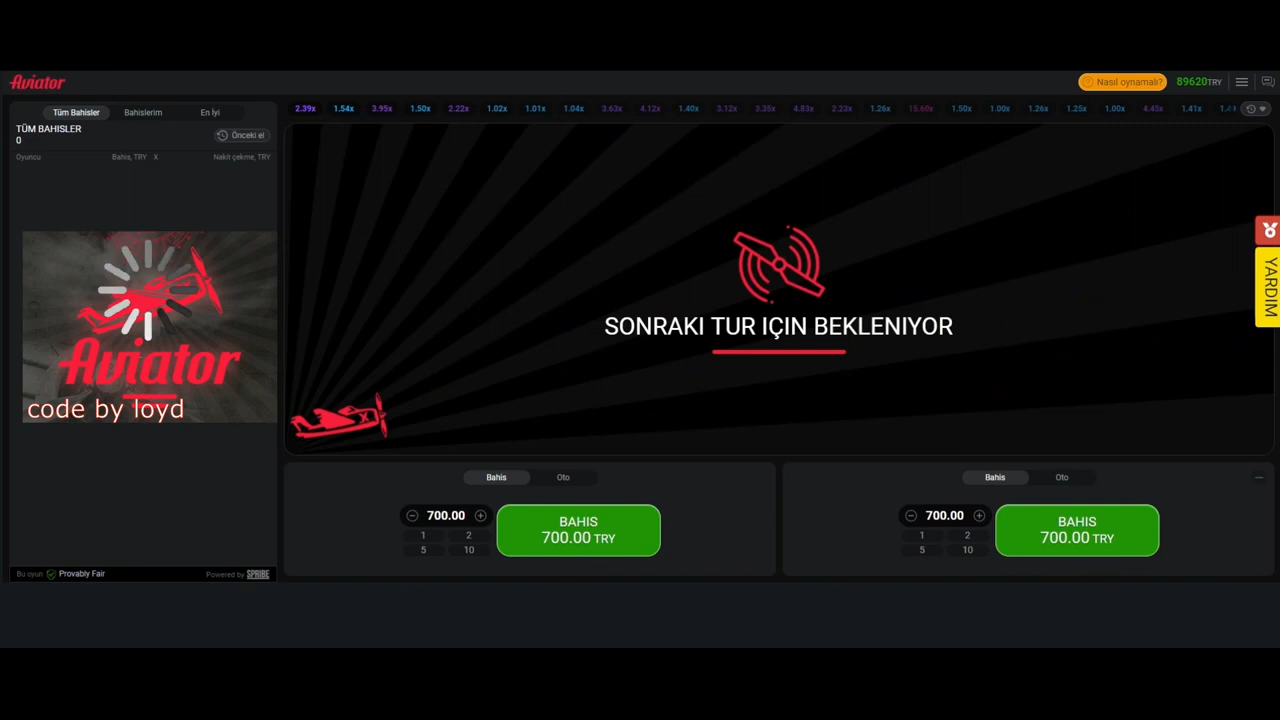 Aviator
Nasıl oynamalı?
89620TRY
Tüm Bahisler Bahislerim En İyi
2.39x 1.54x 3.95x 1.50x 2.22x 1.02x 1.01x 1.04x 3.63x 4.12x 1.40x 3.12x 3.35x 4.83x 2.23x 1.26x 15.60x 1.50x 1.00x 1.26x 1.25x 1.00x 4.45x 1.41x
TÜM BAHISLER
0
Önceki el
Oyuncu Bahis, TRY X Nakit çekme, TRY
Aviator
code by loyd
SONRAKI TUR IÇIN BEKLENIYOR
YARDIM
Bahis Oto
700.00
1 2
5 10
BAHIS
700.00 TRY
Bahis Oto
700.00
1 2
5 10
BAHIS
700.00 TRY
Bu oyun Provably Fair
Powered by SPRIBE